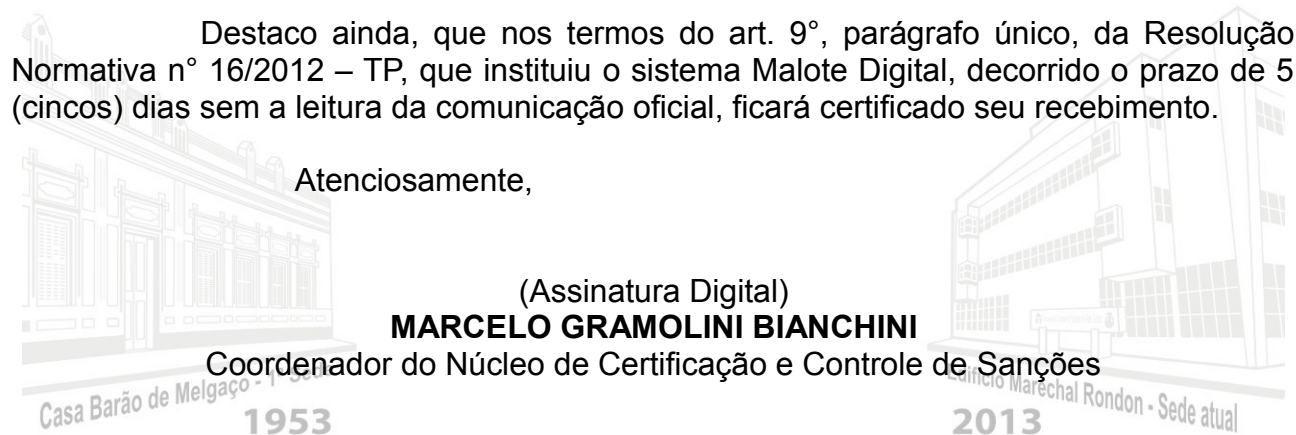 Destaco ainda, que nos termos do art. 9°, parágrafo único, da Resolução
Normativa n° 16/2012 – TP, que instituiu o sistema Malote Digital, decorrido o prazo de 5
(cincos) dias sem a leitura da comunicação oficial, ficará certificado seu recebimento.
Atenciosamente,
(Assinatura Digital)
MARCELO GRAMOLINI BIANCHINI
Coordenador do Núcleo de Certificação e Controle de Sanções
Casa Barão de Melgaço - 1ª Sede
1953
Edifício Marechal Rondon - Sede atual
2013